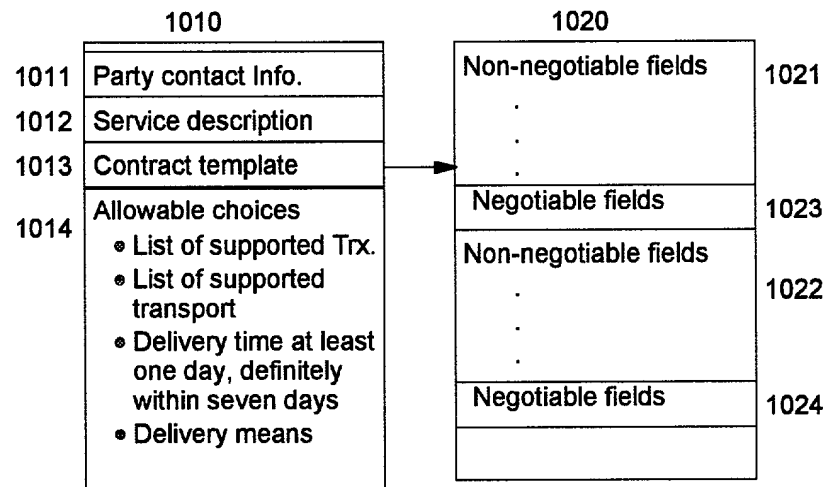 1010
1011 Party contact Info.
1012 Service description
1013 Contract template
1014 Allowable choices
• List of supported Trx.
• List of supported
transport
• Delivery time at least
one day, definitely
within seven days
• Delivery means
1020
Non-negotiable fields 1021
.
.
.
Negotiable fields 1023
Non-negotiable fields 1022
.
.
.
Negotiable fields 1024